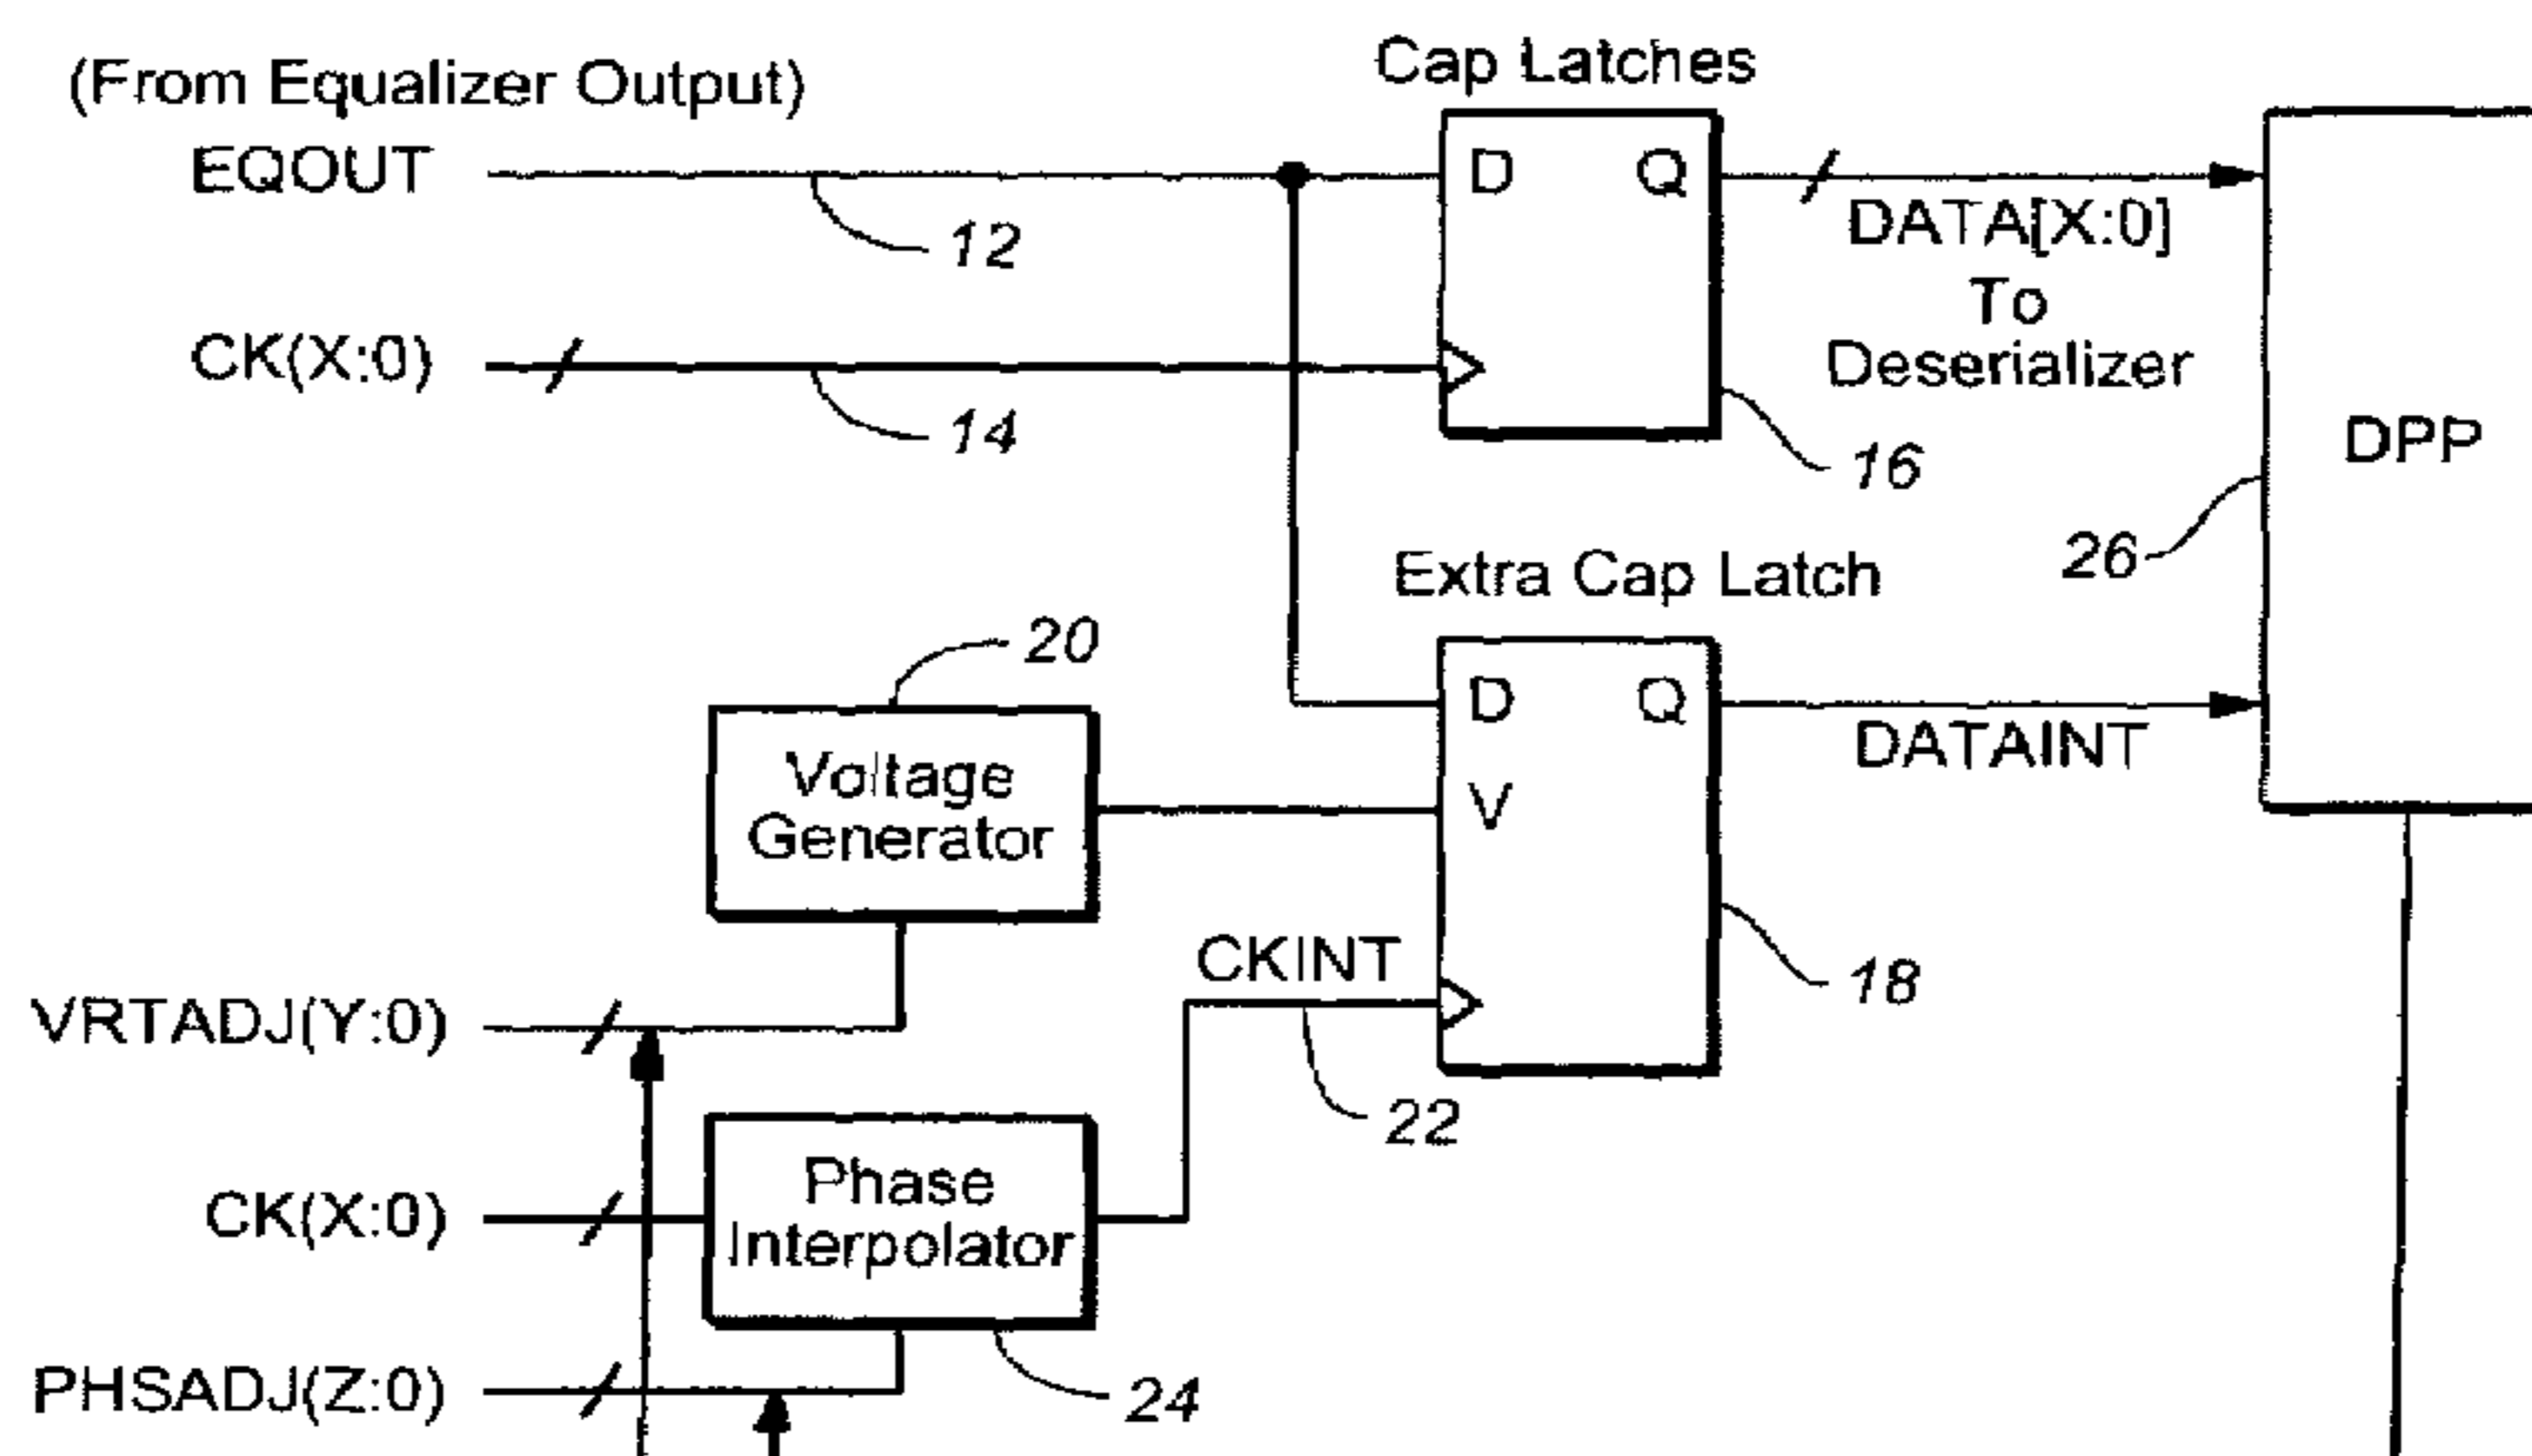 (From Equalizer Output)
EQOUT
12
CK(X:0)
14
Cap Latches
D Q
16
DATA[X:0]
To
Deserializer
DPP
26
Extra Cap Latch
D Q
V
18
DATAINT
20
Voltage
Generator
CKINT
22
VRTADJ(Y:0)
CK(X:0)
Phase
Interpolator
24
PHSADJ(Z:0)